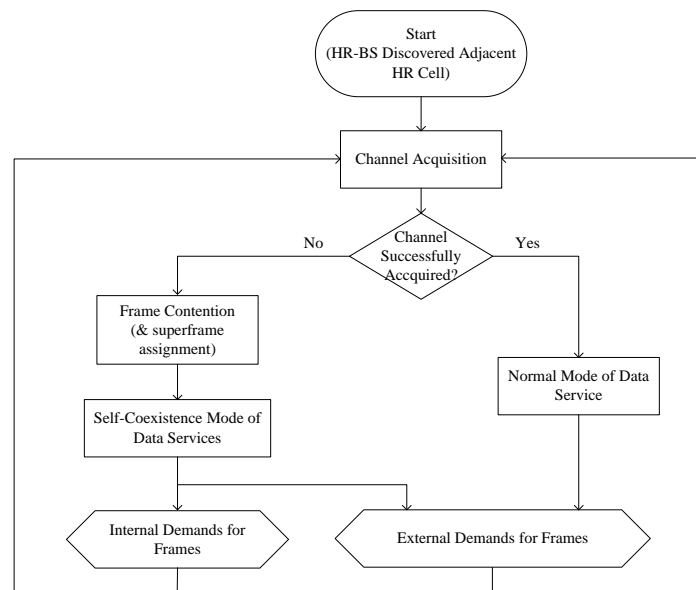 Start
(HR-BS Discovered Adjacent
HR Cell)
Channel Acquisition
No
Channel
Successfully
Accquired?
Yes
Frame Contention
(& superframe
assignment)
Normal Mode of Data
Service
Self-Coexistence Mode of
Data Services
Internal Demands for
Frames
External Demands for Frames